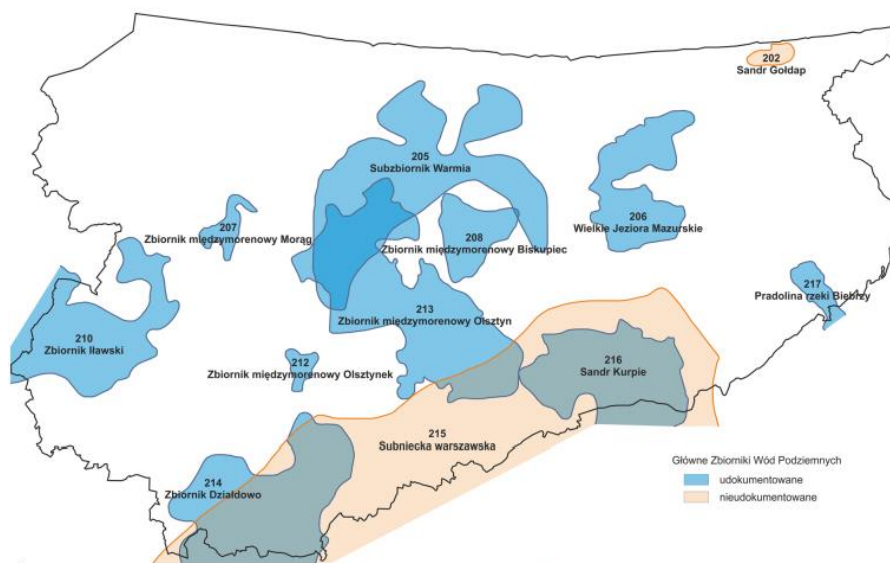 202
Sandr Gołdap
205
Subzbiornik Warmia
206
Wielkie Jeziora Mazurskie
207
Zbiornik międzymorenowy Morąg
208
Zbiornik międzymorenowy Biskupiec
217
Pradolina rzeki Biebrzy
213
Zbiornik międzymorenowy Olsztyn
210
Zbiornik Iławski
212
Zbiornik międzymorenowy Olsztynek
216
Sandr Kurpie
215
Subniecka warszawska
214
Zbiornik Działdowo
Główne Zbiorniki Wód Podziemnych
udokumentowane
nieudokumentowane